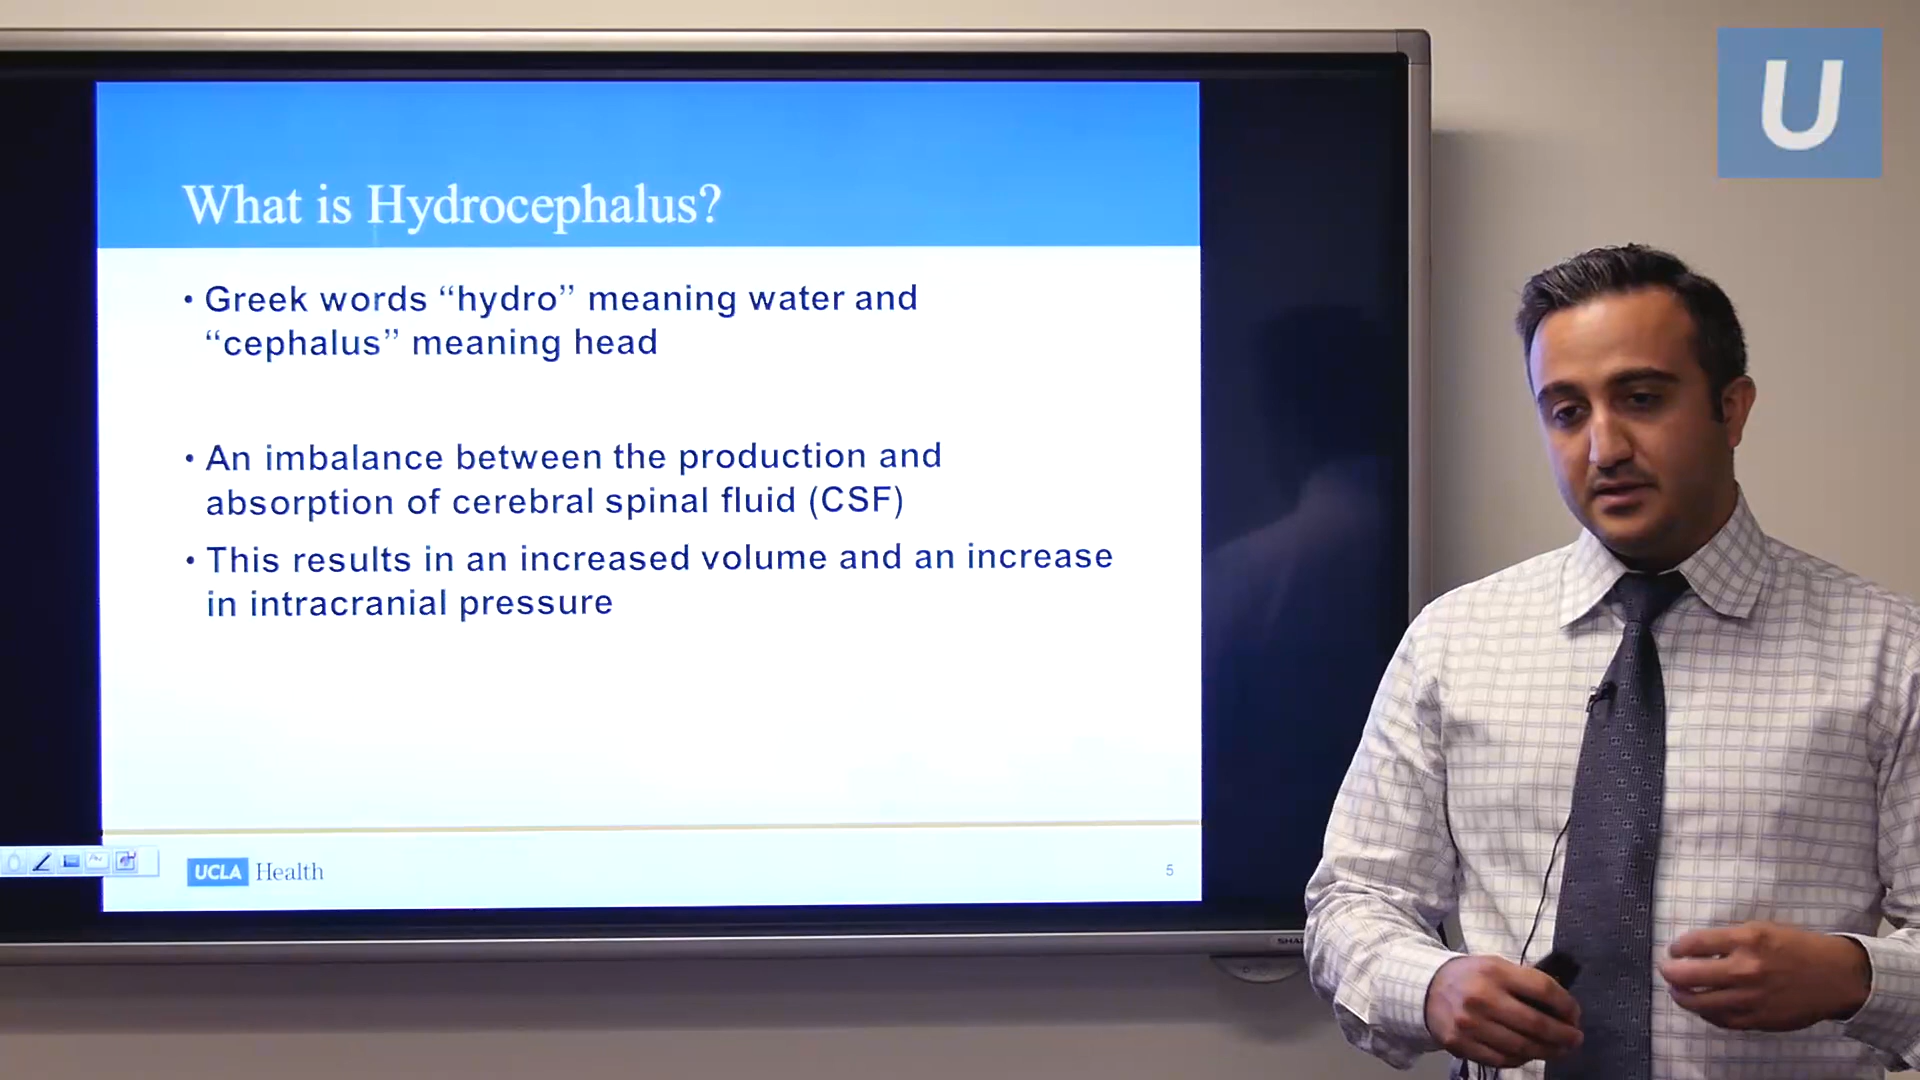 U
What is Hydrocephalus?
• Greek words “hydro” meaning water and
“cephalus” meaning head
• An imbalance between the production and
absorption of cerebral spinal fluid (CSF)
• This results in an increased volume and an increase
in intracranial pressure
UCLA Health
5